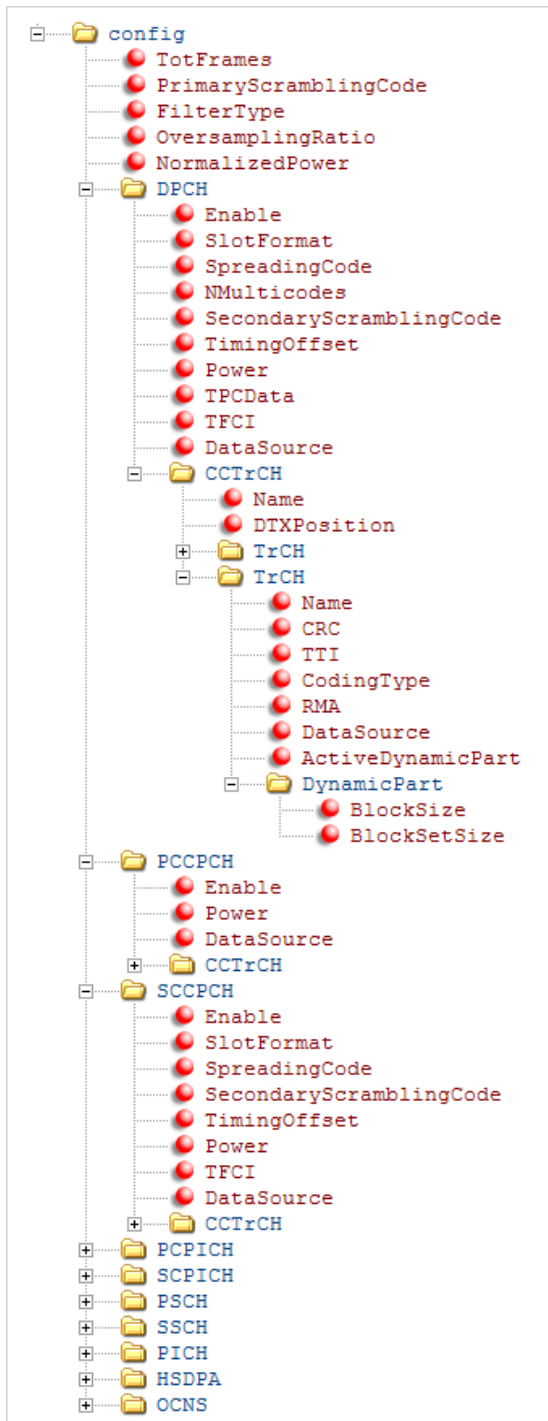 config
TotFrames
PrimaryScramblingCode
FilterType
OversamplingRatio
NormalizedPower
DPCH
Enable
SlotFormat
SpreadingCode
NMulticodes
SecondaryScramblingCode
TimingOffset
Power
TPCData
TFCI
DataSource
CCTrCH
Name
DTXPosition
TrCH
TrCH
Name
CRC
TTI
CodingType
RMA
DataSource
ActiveDynamicPart
DynamicPart
BlockSize
BlockSetSize
PCCPCH
Enable
Power
DataSource
CCTrCH
SCCPCH
Enable
SlotFormat
SpreadingCode
SecondaryScramblingCode
TimingOffset
Power
TFCI
DataSource
CCTrCH
PCPICH
SCPICH
PSCH
SSCH
PICH
HSDPA
OCNS